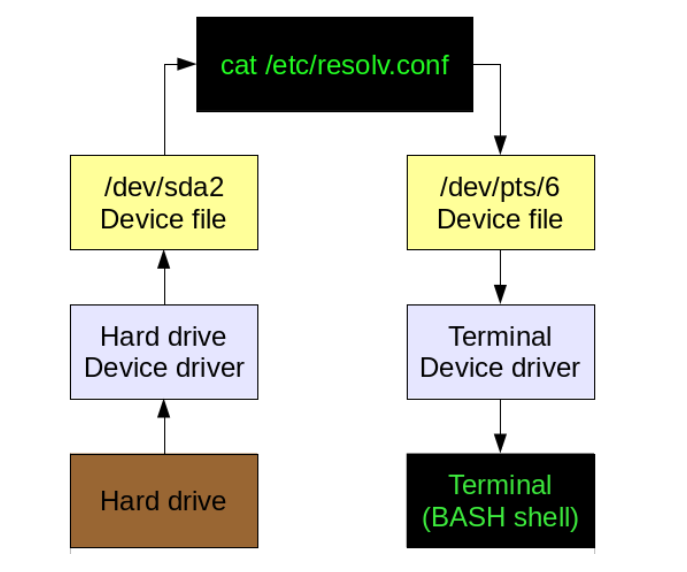 cat /etc/resolv.conf
/dev/sda2
Device file
/dev/pts/6
Device file
Hard drive
Device driver
Terminal
Device driver
Hard drive
Terminal
(BASH shell)